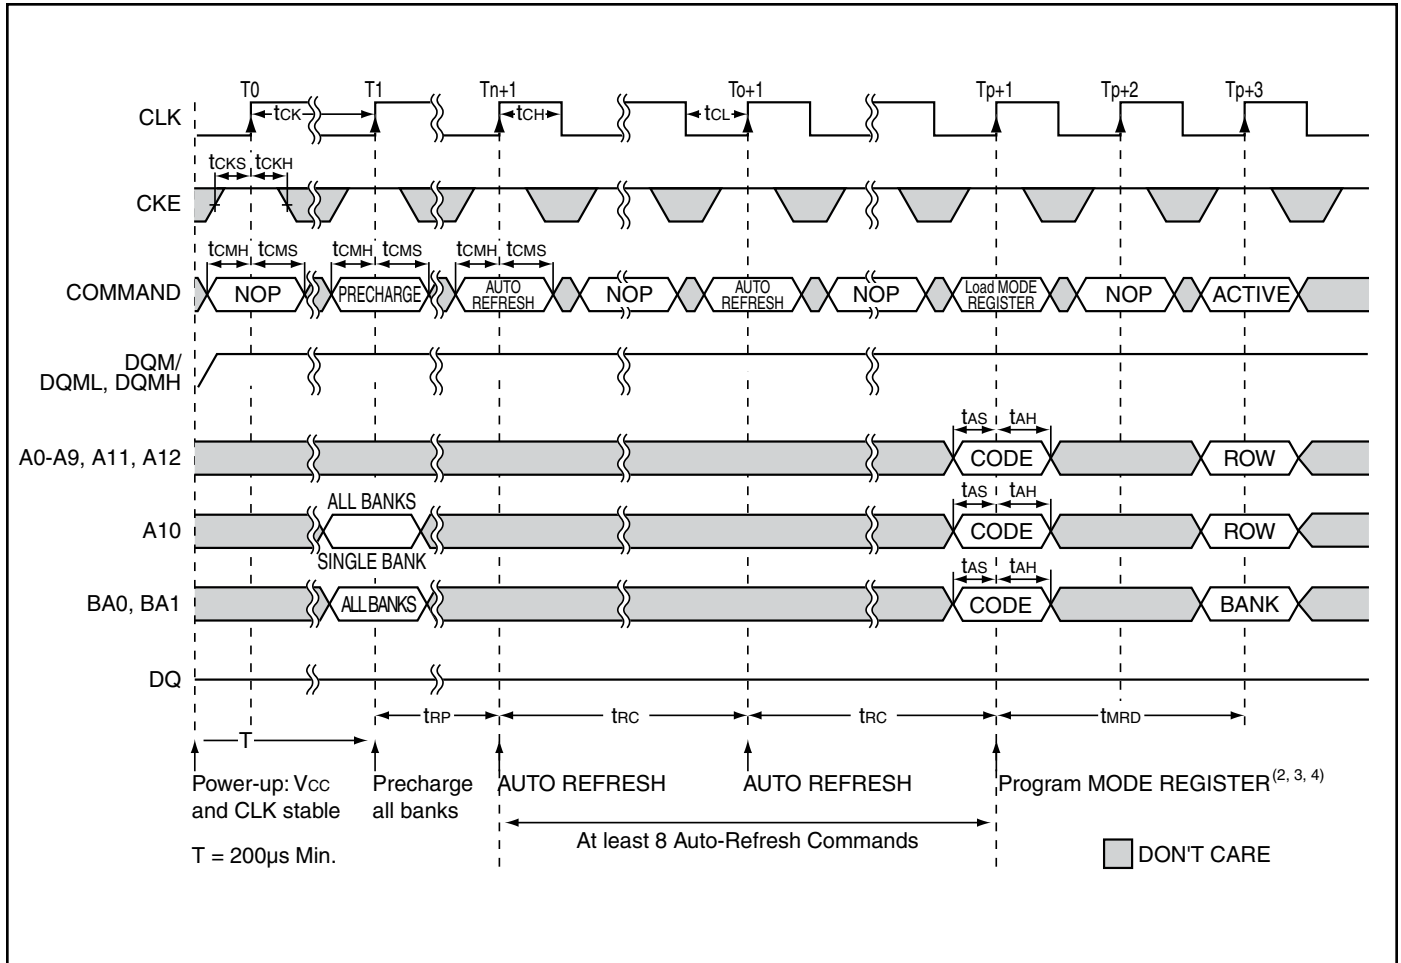 T0 T1 Tn+1 To+1 Tp+1 Tp+2 Tp+3
CLK tCK tCH tCL
tCKS tCKH
CKE
tCMH tCMS tCMH tCMS tCMH tCMS
COMMAND NOP PRECHARGE AUTO REFRESH NOP AUTO REFRESH NOP Load MODE REGISTER NOP ACTIVE
DQM/
DQML, DQMH
tAS tAH
A0-A9, A11, A12 CODE ROW
ALL BANKS tAS tAH
A10 CODE ROW
SINGLE BANK tAS tAH
BA0, BA1 ALL BANKS CODE BANK
DQ
tRP tRC tRC tMRD
T
Power-up: VCC Precharge AUTO REFRESH AUTO REFRESH Program MODE REGISTER(2, 3, 4)
and CLK stable all banks
At least 8 Auto-Refresh Commands
T = 200µs Min. DON'T CARE